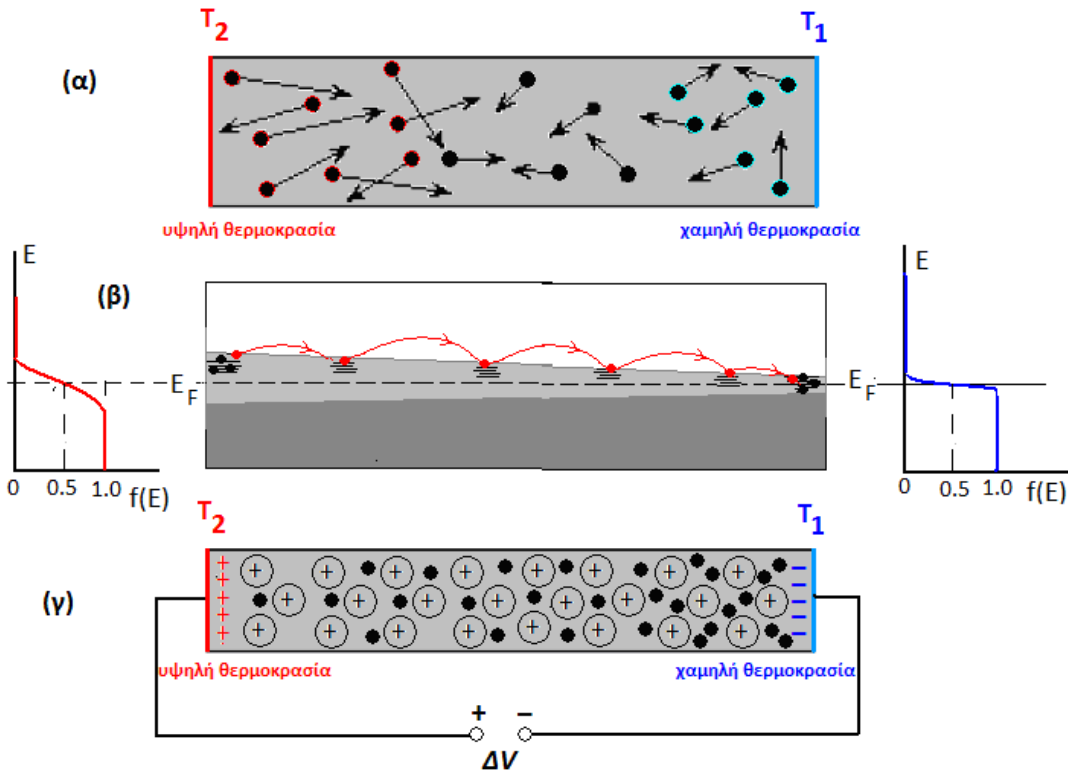 T2 T1
(α)
υψηλή θερμοκρασία χαμηλή θερμοκρασία
E E
(β)
EF EF
0 0.5 1.0 f(E) 0 0.5 1.0 f(E)
T2 T1
+ + + + + + + + + + −
+
(γ) + + + + + + −
+
+ + + + + + −
υψηλή θερμοκρασία χαμηλή θερμοκρασία
+ −
ΔV